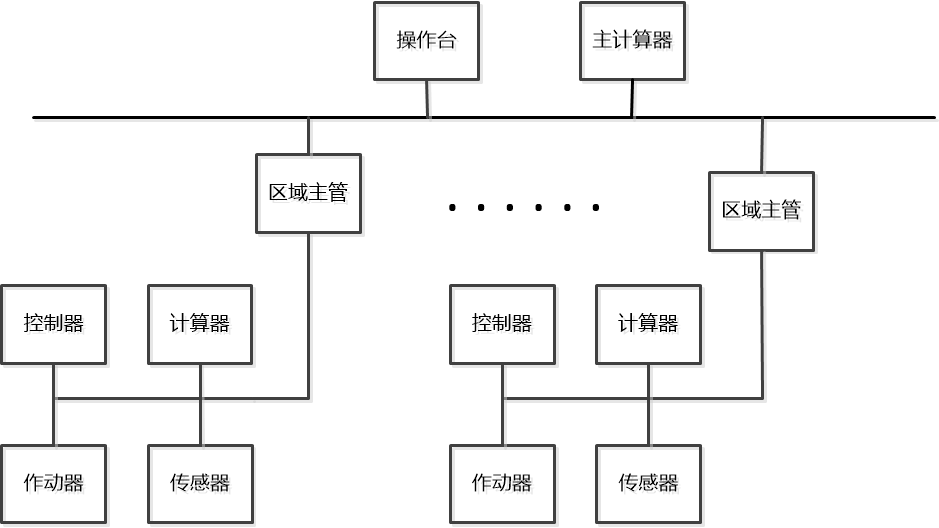 操作台
主计算器
区域主管
区域主管
控制器
计算器
控制器
计算器
作动器
传感器
作动器
传感器